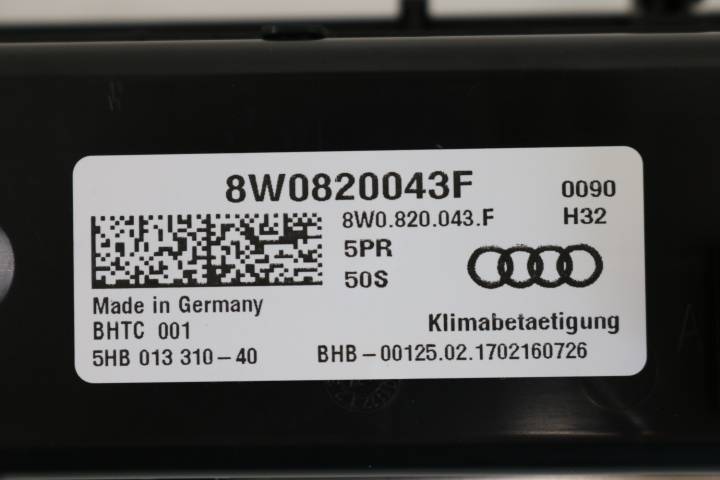 8W0820043F 0090
8W0.820.043.F H32
5PR
50S
Made in Germany
BHTC 001 Klimabetaetigung
5HB 013 310-40 BHB-00125.02.1702160726